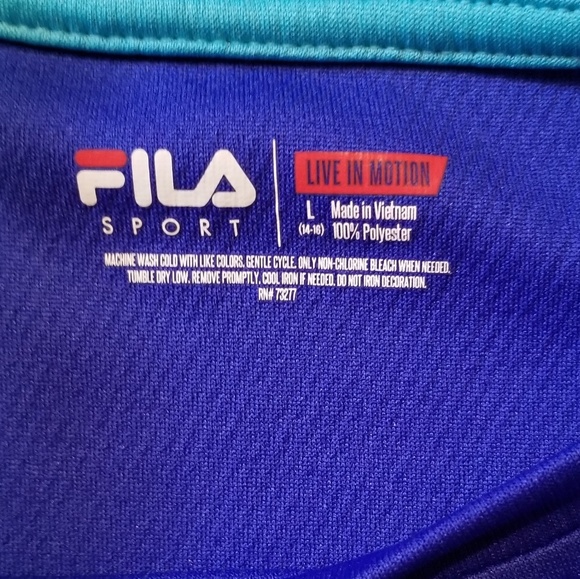 FILA
SPORT
LIVE IN MOTION
L Made in Vietnam
(14-16) 100% Polyester
MACHINE WASH COLD WITH LIKE COLORS. GENTLE CYCLE. ONLY NON-CHLORINE BLEACH WHEN NEEDED.
TUMBLE DRY LOW. REMOVE PROMPTLY. COOL IRON IF NEEDED. DO NOT IRON DECORATION.
RN# 73277